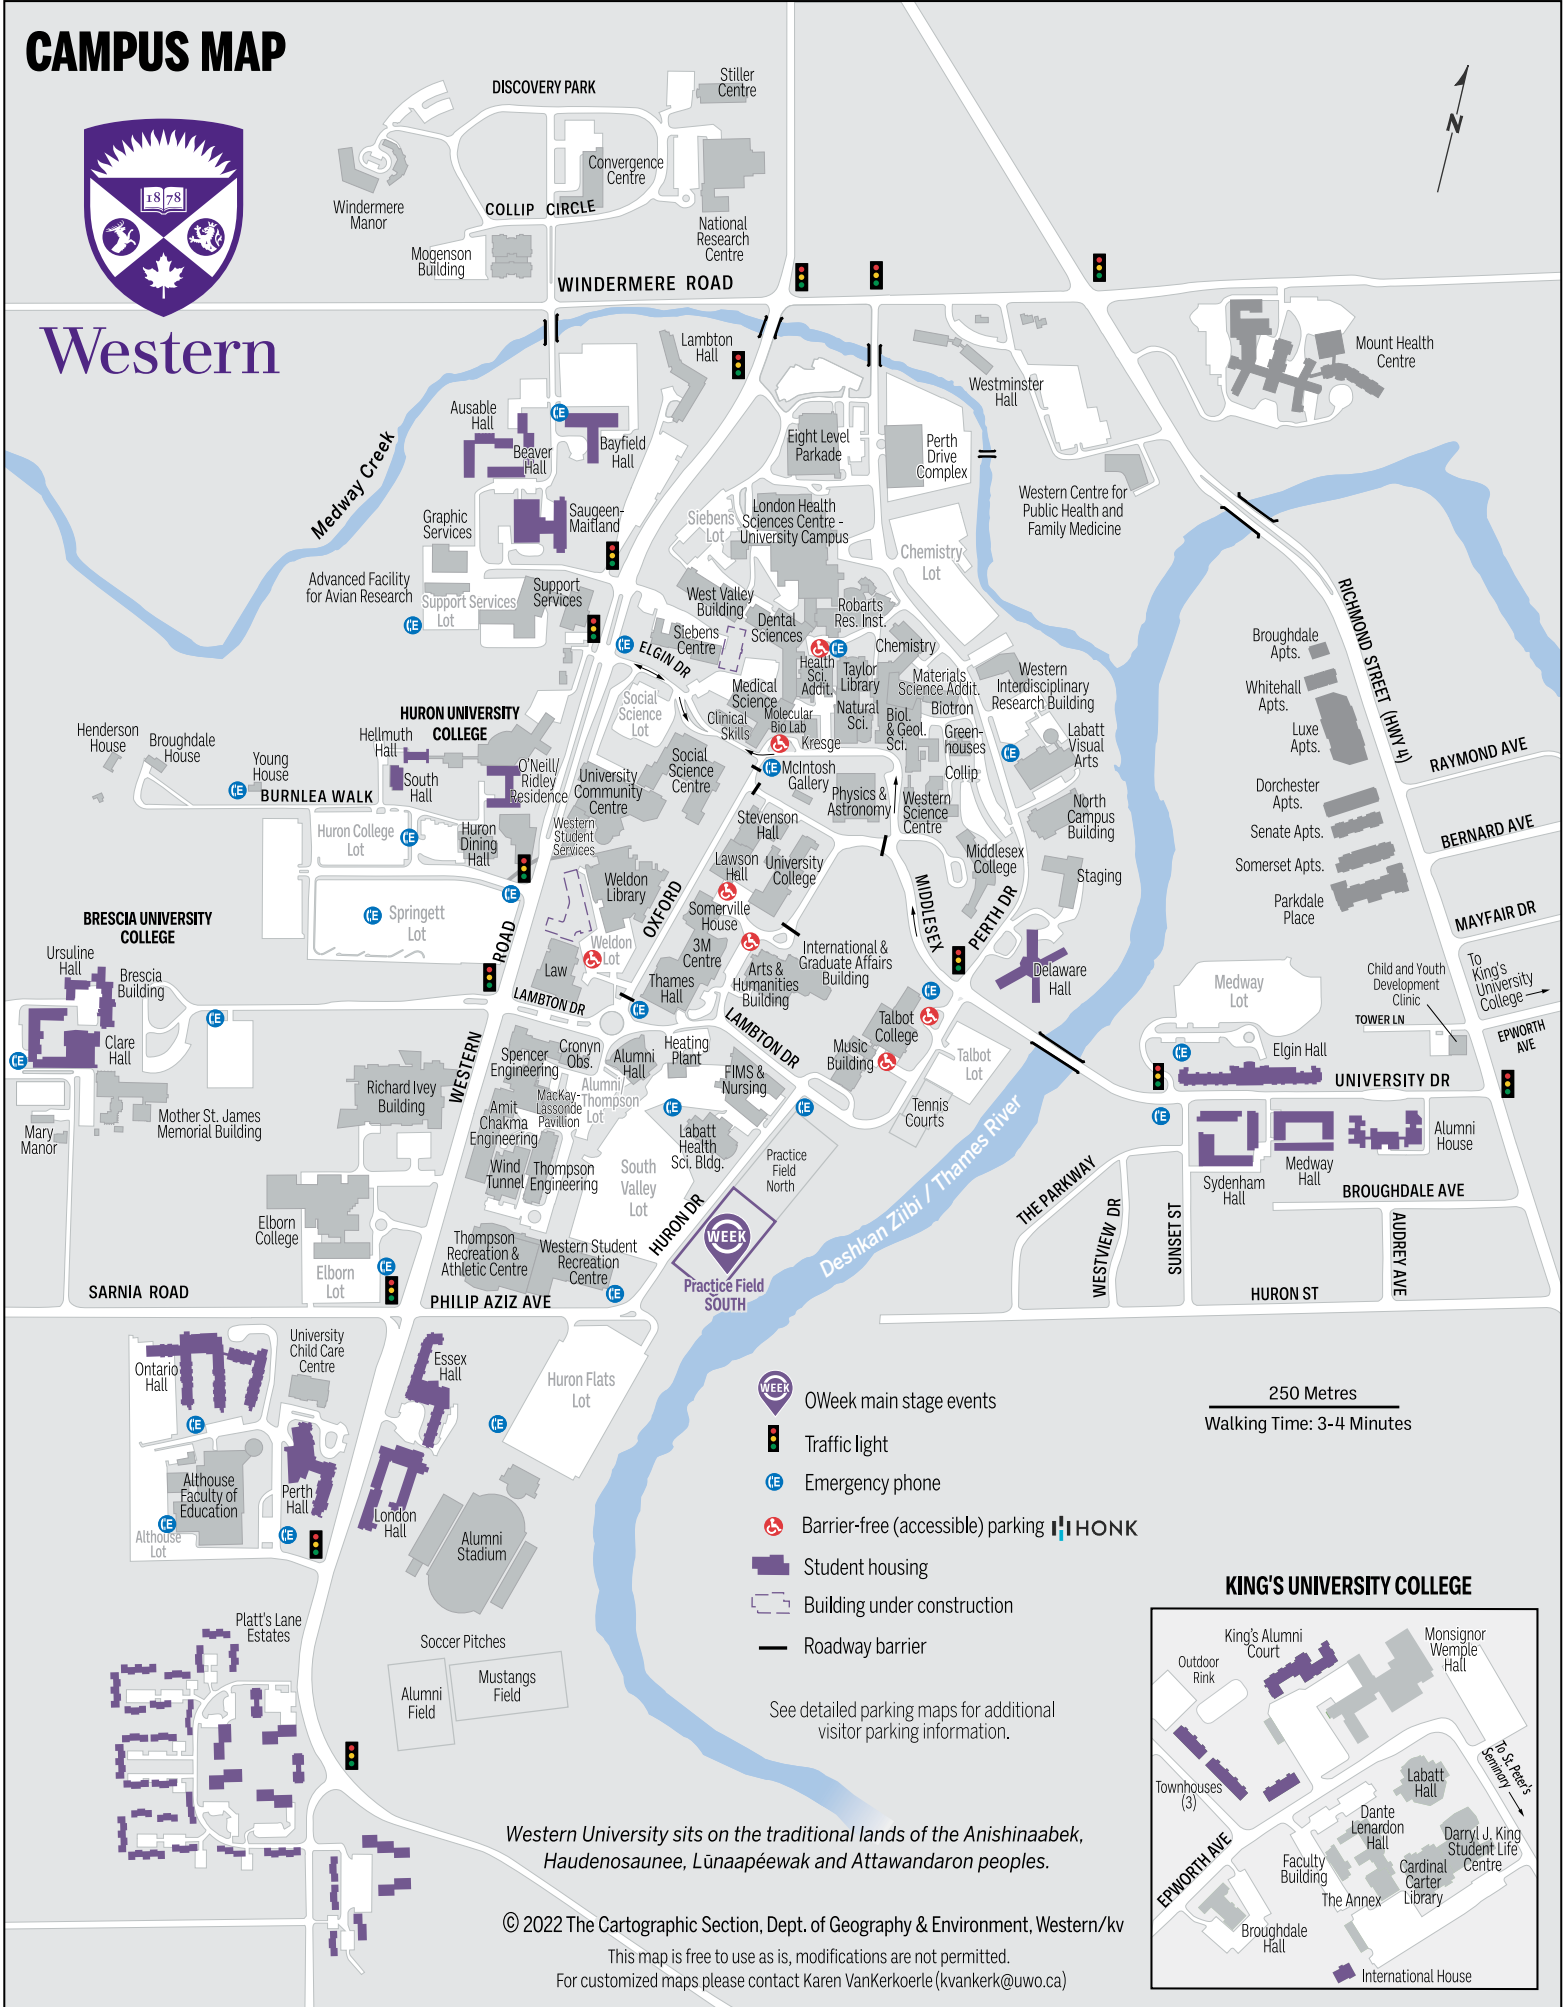 CAMPUS MAP
18 78
Western
DISCOVERY PARK
Stiller
Centre
Convergence
Centre
Windermere
Manor
COLLIP CIRCLE
National
Research
Centre
Mogenson
Building
WINDERMERE ROAD
N
Lambton
Hall
Mount Health
Centre
Westminster
Hall
Ausable
Hall
Beaver
Hall
Bayfield
Hall
Eight Level
Parkade
Perth
Drive
Complex
Medway Creek
Western Centre for
Public Health and
Family Medicine
Graphic
Services
Saugeen-
Maitland
Siebens
Lot
London Health
Sciences Centre -
University Campus
Chemistry
Lot
Advanced Facility
for Avian Research
Support Services
Lot
Support
Services
West Valley
Building
Robarts
Res. Inst.
Dental
Sciences
Siebens
Centre
ELGIN DR
Chemistry
Health
Sci.
Addit.
Taylor
Library
Materials
Science Addit.
Biotron
Western
Interdisciplinary
Research Building
RICHMOND STREET (HWY 4)
Broughdale
Apts.
Whitehall
Apts.
Luxe
Apts.
Social
Science
Lot
Medical
Science
Clinical
Skills
Molecular
Bio Lab
Kresge
Natural
Sci.
Biol.
& Geol.
Sci.
Green-
houses
Collip
Labatt
Visual
Arts
HURON UNIVERSITY
COLLEGE
Henderson
House
Broughdale
House
Young
House
Hellmuth
Hall
South
Hall
O'Neill/
Ridley
Residence
BURNLEA WALK
University
Community
Centre
Social
Science
Centre
McIntosh
Gallery
Physics &
Astronomy
Western
Science
Centre
North
Campus
Building
RAYMOND AVE
Dorchester
Apts.
Senate Apts.
BERNARD AVE
Somerset Apts.
Parkdale
Place
MAYFAIR DR
Huron College
Lot
Huron
Dining
Hall
Western
Student
Services
Stevenson
Hall
Lawson
Hall
University
College
Middlesex
College
Staging
Weldon
Library
OXFORD
MIDDLESEX
PERTH DR
Springett
Lot
ROAD
Somerville
House
BRESCIA UNIVERSITY
COLLEGE
Ursuline
Hall
Brescia
Building
Clare
Hall
Law
Weldon
Lot
3M
Centre
Thames
Hall
Arts &
Humanities
Building
International &
Graduate Affairs
Building
Delaware
Hall
LAMBTON DR
LAMBTON DR
Talbot
College
Music
Building
Talbot
Lot
Tennis
Courts
Medway
Lot
Child and Youth
Development
Clinic
To
King's
University
College
TOWER LN
EPWORTH
AVE
Elgin Hall
UNIVERSITY DR
WESTERN
Spencer
Engineering
Cronyn
Obs.
Alumni
Hall
Heating
Plant
FIMS &
Nursing
Richard Ivey
Building
Amit
Chakma
Engineering
MacKay-
Lassonde
Pavillion
Alumni/
Thompson
Lot
Mother St. James
Memorial Building
Mary
Manor
Labatt
Health
Sci. Bldg.
Wind
Tunnel
Thompson
Engineering
South
Valley
Lot
Practice
Field
North
Sydenham
Hall
Medway
Hall
Alumni
House
BROUGHDALE AVE
THE PARKWAY
WESTVIEW DR
SUNSET ST
AUDREY AVE
HURON ST
Deshkan Ziibi / Thames River
Elborn
College
Elborn
Lot
Thompson
Recreation &
Athletic Centre
Western Student
Recreation
Centre
HURON DR
WEEK
Practice Field
SOUTH
SARNIA ROAD
PHILIP AZIZ AVE
Ontario
Hall
University
Child Care
Centre
Essex
Hall
Huron Flats
Lot
Althouse
Faculty of
Education
Althouse
Lot
Perth
Hall
London
Hall
Alumni
Stadium
WEEK
OWeek main stage events
Traffic light
Emergency phone
Barrier-free (accessible) parking HONK
Student housing
Building under construction
Roadway barrier
See detailed parking maps for additional
visitor parking information.
250 Metres
Walking Time: 3-4 Minutes
Platt's Lane
Estates
Soccer Pitches
Alumni
Field
Mustangs
Field
KING'S UNIVERSITY COLLEGE
King's Alumni
Court
Outdoor
Rink
Monsignor
Wemple
Hall
Townhouses
(3)
To St. Peter's
Seminary
Labatt
Hall
Dante
Lenardon
Hall
Darryl J. King
Student Life
Centre
Faculty
Building
Cardinal
Carter
Library
The Annex
EPWORTH AVE
Broughdale
Hall
International House
Western University sits on the traditional lands of the Anishinaabek,
Haudenosaunee, Lūnaapéewak and Attawandaron peoples.
© 2022 The Cartographic Section, Dept. of Geography & Environment, Western/kv
This map is free to use as is, modifications are not permitted.
For customized maps please contact Karen VanKerkoerle (kvankerk@uwo.ca)